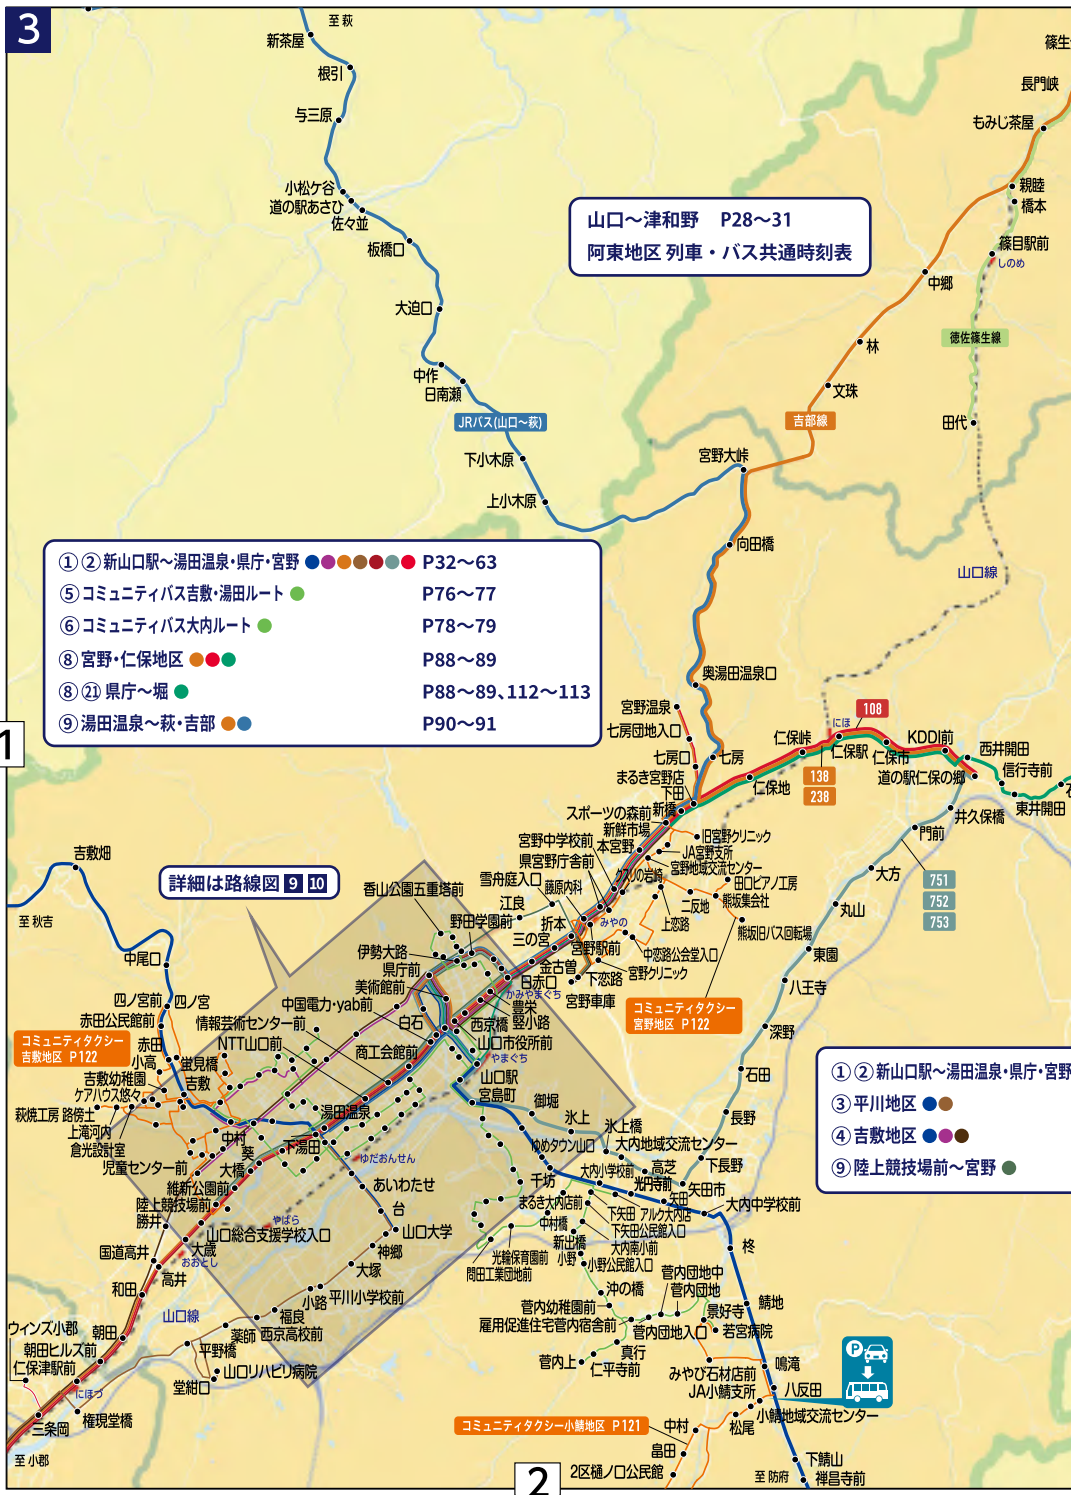 3
至 萩
新茶屋
根引
与三原
小松ケ谷
道の駅あさひ
佐々並
板橋口
大迫口
中作
日南瀬
JRバス(山口～萩)
下小木原
上小木原
山口～津和野　P28～31
阿東地区 列車・バス共通時刻表
篠生
長門峡
もみじ茶屋
親睦
橋本
篠目駅前
しのめ
中郷
徳佐篠生線
林
文珠
吉部線
田代
宮野大峠
向田橋
山口線
①②新山口駅～湯田温泉・県庁・宮野 P32～63
⑤コミュニティバス吉敷・湯田ルート P76～77
⑥コミュニティバス大内ルート P78～79
⑧宮野・仁保地区 P88～89
⑧㉑県庁～堀 P88～89、112～113
⑨湯田温泉～萩・吉部 P90～91
1
奥湯田温泉口
宮野温泉
七房団地入口
七房口
七房
まるき宮野店
下田
新橋
スポーツの森前
新鮮市場
本宮野
宮野中学校前
県宮野庁舎前
雪舟庭入口
藤原内科
クスリの岩崎
江良
折本
三の宮
108
にほ
仁保峠
仁保駅
仁保市
KDDI前
道の駅仁保の郷
西井開田
信行寺前
東井開田
138
238
仁保地
井久保橋
門前
大方
751
752
753
丸山
東園
八王寺
深野
石田
長野
下長野
旧宮野クリニック
JA宮野支所
宮野地域交流センター
田口ピアノ工房
熊坂集会社
二反地
上恋路
熊坂旧バス回転場
みやの
宮野駅前
中恋路公会堂入口
宮野クリニック
下恋路
宮野車庫
コミュニティタクシー
宮野地区 P122
吉敷畑
至 秋吉
中尾口
四ノ宮前
四ノ宮
赤田公民館前
赤田
コミュニティタクシー
吉敷地区 P122
小高
蛍見橋
吉敷幼稚園
ケアハウス悠々
吉敷
萩焼工房 路傍土
上滝河内
倉光設計室
児童センター前
中村
葵
大橋
維新公園前
陸上競技場前
勝井
詳細は路線図 9 10
香山公園五重塔前
野田学園前
伊勢大路
県庁前
美術館前
中国電力・yab前
情報芸術センター前
NTT山口前
白石
商工会館前
金古曽
日赤口
かみやまぐち
豊栄
竪小路
西京橋
山口市役所前
やまぐち
山口駅
宮島町
湯田温泉
下湯田
ゆだおんせん
御堀
氷上
氷上橋
ゆめタウン山口
大内地域交流センター
大内小学校前
高芝
光円寺前
矢田
矢田市
大内中学校前
千坊
まるき大内店前
下矢田
アルク大内店
中村橋
下矢田公民館入口
新出橋
大内南小前
小野
小野公民館入口
光輪保育園前
問田工業団地前
あいわたせ
台
山口大学
神郷
大塚
平川小学校前
小路
福良
西京高校前
薬師
平野橋
山口リハビリ病院
堂紺口
山口総合支援学校入口
やばら
大歳
おおとし
国道高井
高井
和田
山口線
朝田
ウィンズ小郡
朝田ヒルズ前
仁保津駅前
にほづ
権現堂橋
三条岡
至 小郡
沖の橋
菅内団地中
菅内団地
菅内幼稚園前
雇用促進住宅菅内宿舎前
菅内団地入口
景好寺
若宮病院
真行
仁平寺前
菅内上
柊
鯖地
鳴滝
みやび石材店前
八反田
JA小鯖支所
小鯖地域交流センター
松尾
コミュニティタクシー小鯖地区 P121
中村
畠田
2区樋ノ口公民館
下鯖山
禅昌寺前
至 防府
P
①②新山口駅～湯田温泉・県庁・宮野
③平川地区
④吉敷地区
⑨陸上競技場前～宮野
2